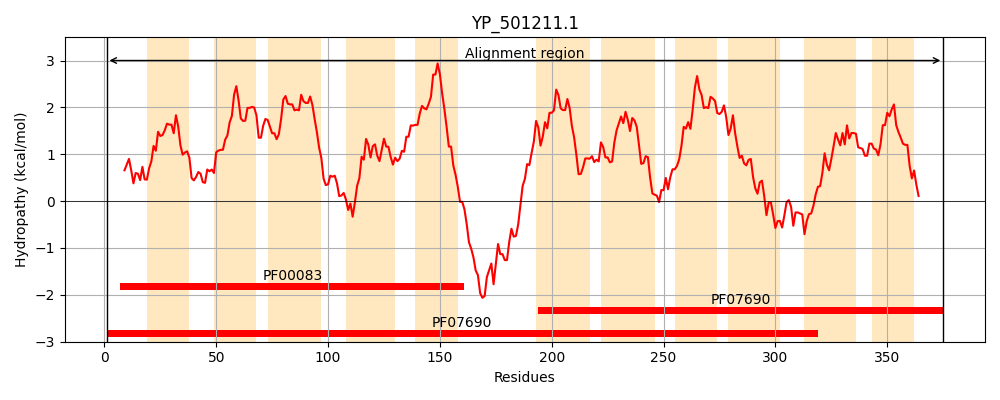 YP_501211.1
Alignment region
Hydropathy (kcal/mol)
3
2
1
0
−1
−2
−3
PF00083
PF07690
PF07690
0
50
100
150
200
250
300
350
Residues